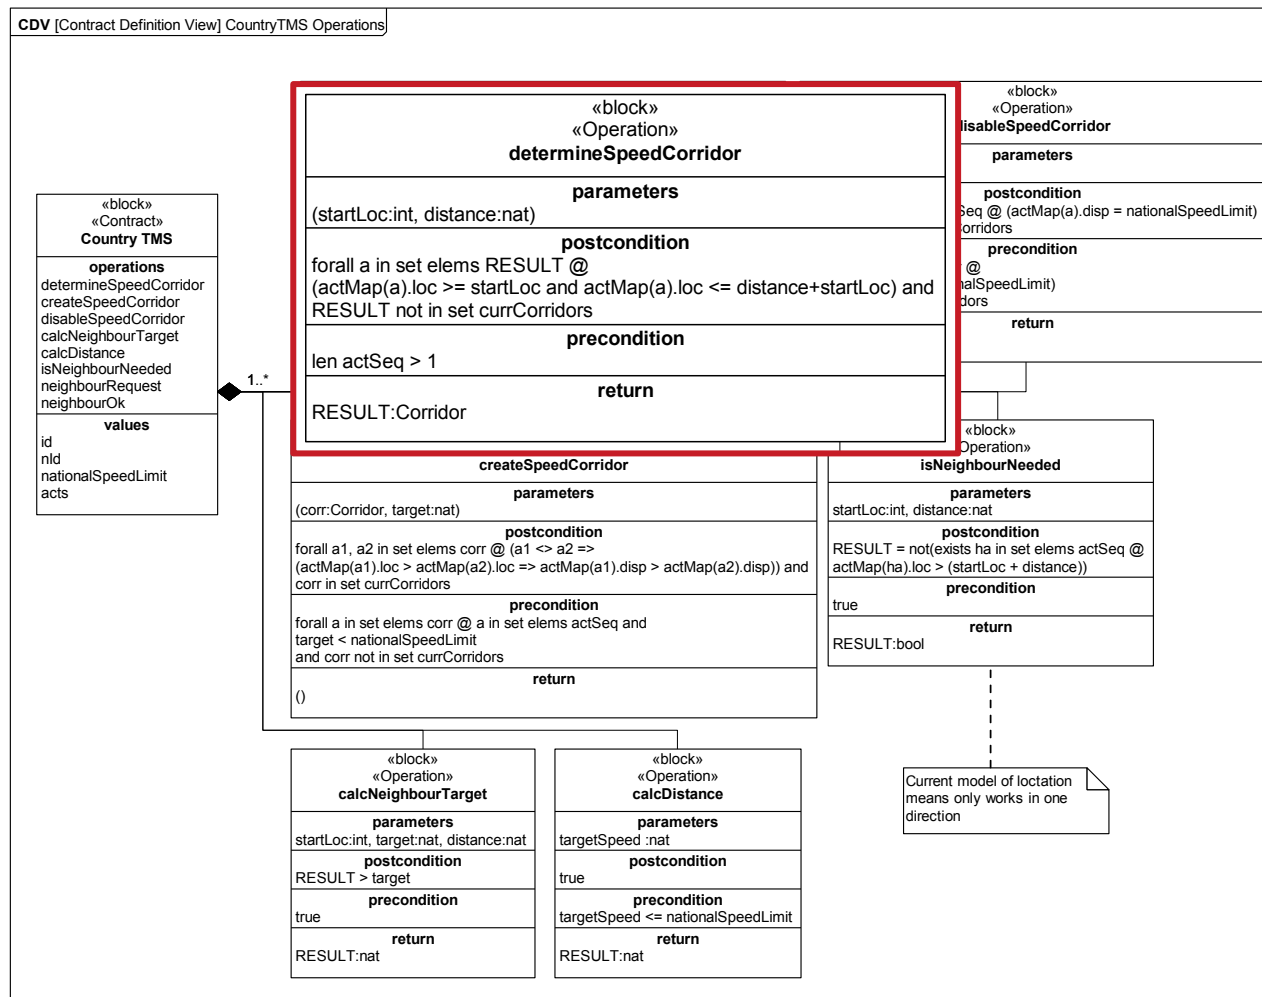 CDV [Contract Definition View] CountryTMS Operations
«block»
«Contract»
Country TMS
operations
determineSpeedCorridor
createSpeedCorridor
disableSpeedCorridor
calcNeighbourTarget
calcDistance
isNeighbourNeeded
neighbourRequest
neighbourOk
values
id
nId
nationalSpeedLimit
acts
1..*
«block»
«Operation»
determineSpeedCorridor
parameters
(startLoc:int, distance:nat)
postcondition
forall a in set elems RESULT @
(actMap(a).loc >= startLoc and actMap(a).loc <= distance+startLoc) and
RESULT not in set currCorridors
precondition
len actSeq > 1
return
RESULT:Corridor
«block»
«Operation»
isableSpeedCorridor
parameters
postcondition
Seq @ (actMap(a).disp = nationalSpeedLimit)
orridors
precondition
@
nalSpeedLimit)
dors
return
createSpeedCorridor
parameters
(corr:Corridor, target:nat)
postcondition
forall a1, a2 in set elems corr @ (a1 <> a2 =>
(actMap(a1).loc > actMap(a2).loc => actMap(a1).disp > actMap(a2).disp)) and
corr in set currCorridors
precondition
forall a in set elems corr @ a in set elems actSeq and
target < nationalSpeedLimit
and corr not in set currCorridors
return
()
«block»
Operation»
isNeighbourNeeded
parameters
startLoc:int, distance:nat
postcondition
RESULT = not(exists ha in set elems actSeq @
actMap(ha).loc > (startLoc + distance))
precondition
true
return
RESULT:bool
«block»
«Operation»
calcNeighbourTarget
parameters
startLoc:int, target:nat, distance:nat
postcondition
RESULT > target
precondition
true
return
RESULT:nat
«block»
«Operation»
calcDistance
parameters
targetSpeed :nat
postcondition
true
precondition
targetSpeed <= nationalSpeedLimit
return
RESULT:nat
Current model of loctation
means only works in one
direction